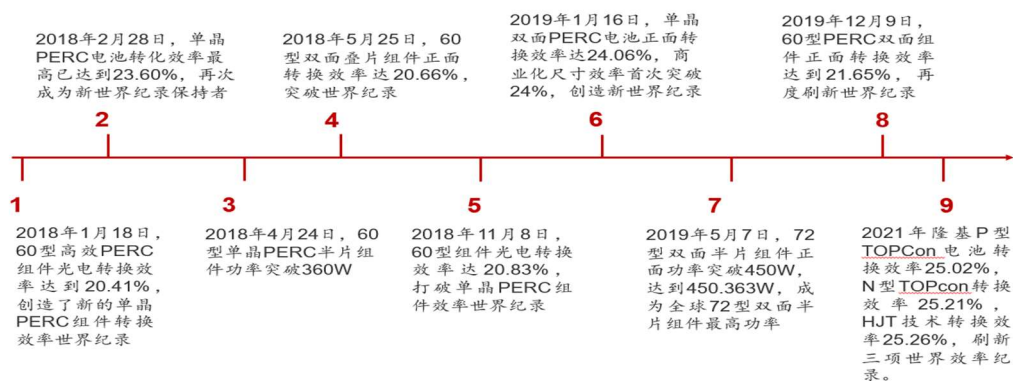 2018年2月28日，单晶
PERC电池转化效率最
高已达到23.60%，再次
成为新世界纪录保持者
2018年5月25日，60
型双面叠片组件正面
转换效率达20.66%，
突破世界纪录
2019年1月16日，单晶
双面PERC电池正面转
换效率达24.06%，商
业化尺寸效率首次突破
24%，创造新世界纪录
2019年12月9日，
60型PERC双面组
件正面转换效率
达到21.65%，再
度刷新世界纪录
2
4
6
8
1
3
5
7
9
2018年1月18日，
60型高效PERC
组件光电转换效
率达到20.41%，
创造了新的单晶
PERC组件转换
效率世界纪录
2018年4月24日，60
型单晶PERC半片组
件功率突破360W
2018年11月8日，
60型组件光电转换
效率达20.83%，
打破单晶PERC组
件效率世界纪录
2019年5月7日，72
型双面半片组件正
面功率突破450W，
达到450.363W，成
为全球72型双面半
片组件最高功率
2021年隆基P型
TOPCon电池转
换效率25.02%，
N型TOPcon转换
效率25.21%，
HJT技术转换效
率25.26%，刷新
三项世界效率纪
录。